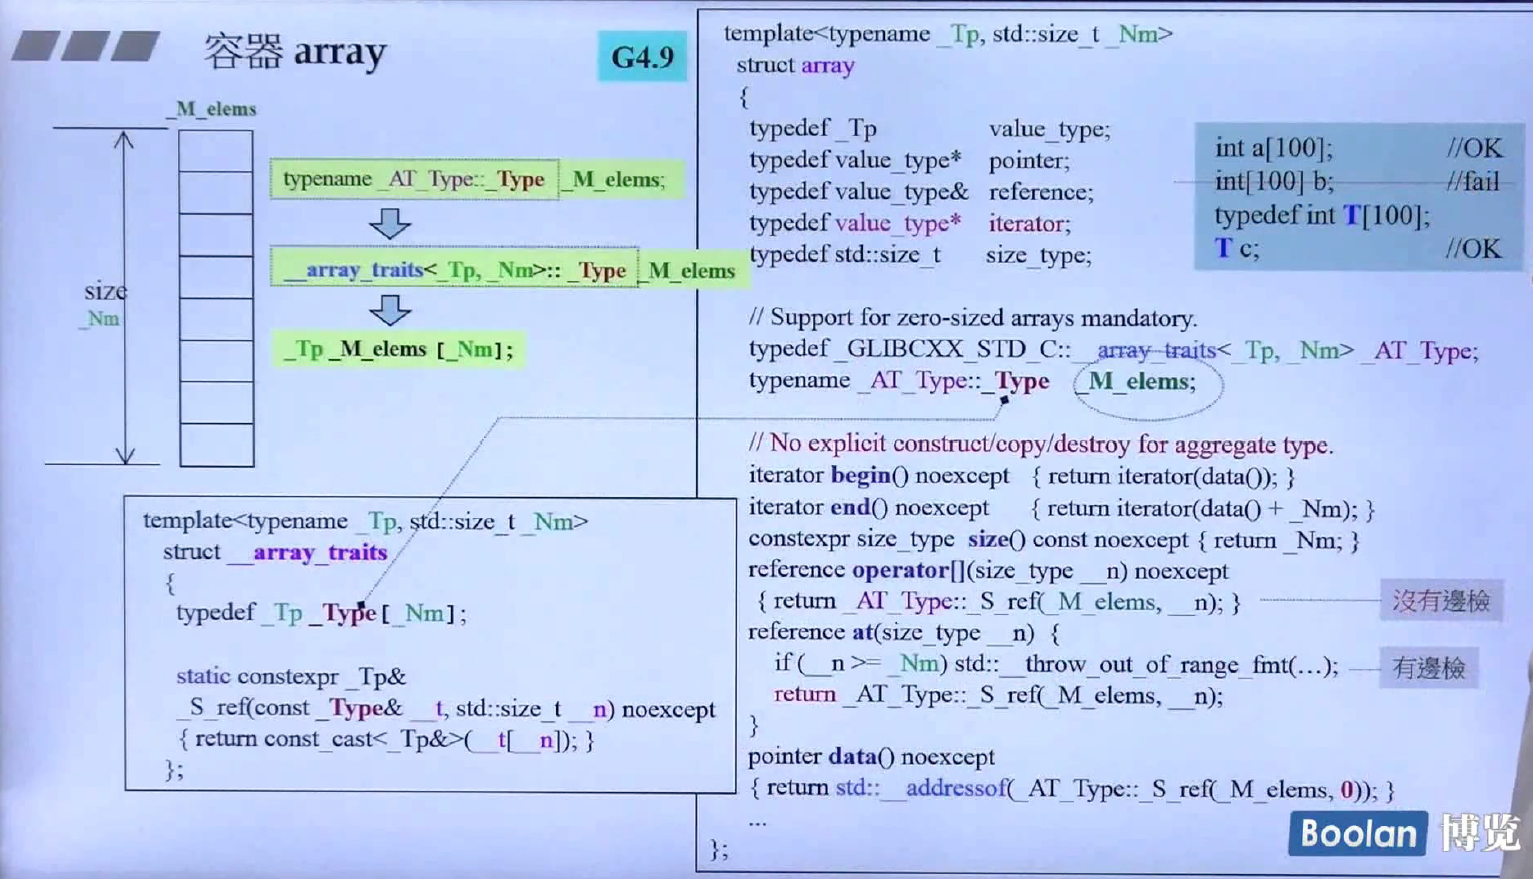 容器 array
G4.9
_M_elems
size
_Nm
typename _AT_Type::_Type _M_elems;
__array_traits<_Tp, _Nm>::_Type _M_elems
_Tp _M_elems [_Nm];
template<typename _Tp, std::size_t _Nm>
struct __array_traits
{
typedef _Tp _Type[_Nm];
static constexpr _Tp&
_S_ref(const _Type& __t, std::size_t __n) noexcept
{ return const_cast<_Tp&>(__t[__n]); }
};
template<typename _Tp, std::size_t _Nm>
struct array
{
typedef _Tp value_type;
typedef value_type* pointer;
typedef value_type& reference;
typedef value_type* iterator;
typedef std::size_t size_type;
int a[100]; //OK
int[100] b; //fail
typedef int T[100];
T c; //OK
// Support for zero-sized arrays mandatory.
typedef _GLIBCXX_STD_C::__array_traits<_Tp, _Nm> _AT_Type;
typename _AT_Type::_Type _M_elems;
// No explicit construct/copy/destroy for aggregate type.
iterator begin() noexcept { return iterator(data()); }
iterator end() noexcept { return iterator(data() + _Nm); }
constexpr size_type size() const noexcept { return _Nm; }
reference operator[](size_type __n) noexcept
{ return _AT_Type::_S_ref(_M_elems, __n); }
沒有邊檢
reference at(size_type __n) {
if (__n >= _Nm) std::__throw_out_of_range_fmt(...);
有邊檢
return _AT_Type::_S_ref(_M_elems, __n);
}
pointer data() noexcept
{ return std::__addressof(_AT_Type::_S_ref(_M_elems, 0)); }
...
};
Boolan 博览